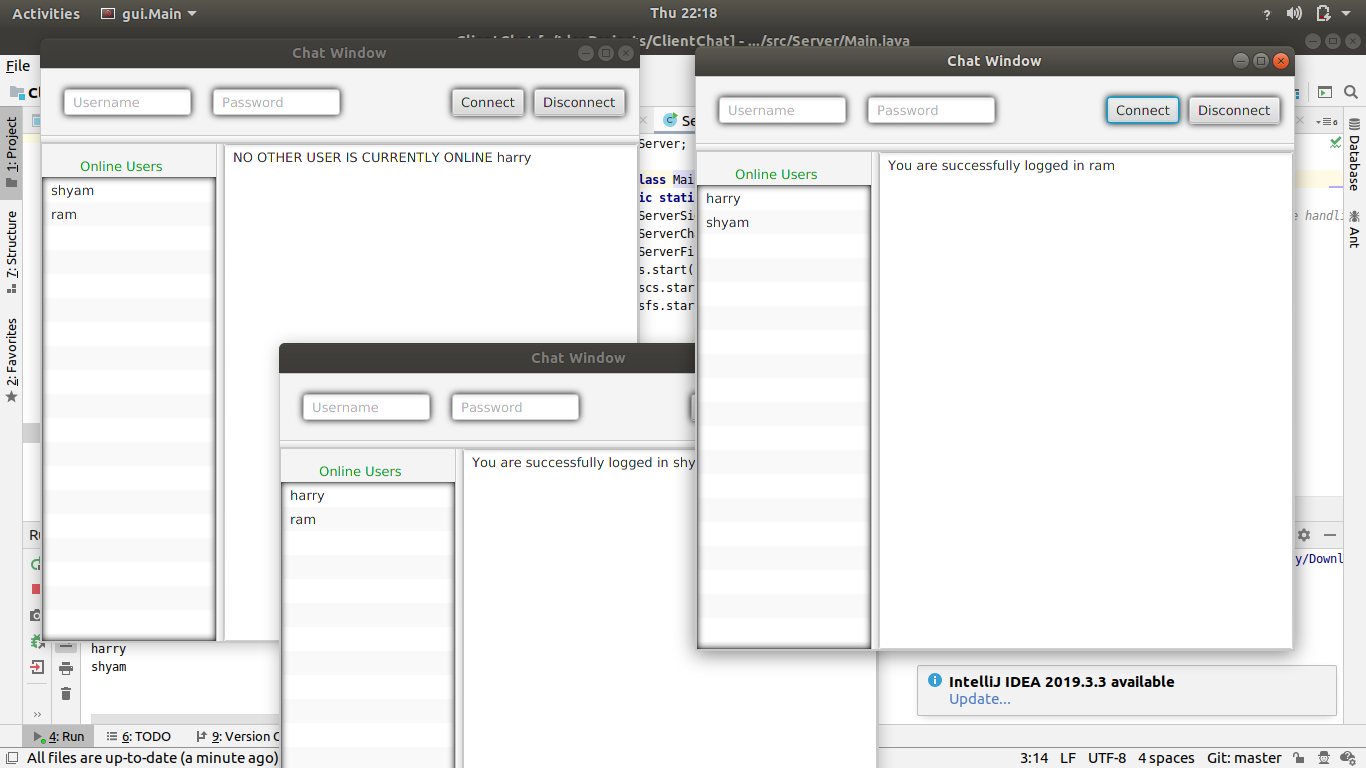 Activities
gui.Main
Thu 22:18
?
ClientChat] - .../src/Server/Main.java
File
Chat Window
Username
Password
Connect
Disconnect
Online Users
NO OTHER USER IS CURRENTLY ONLINE harry
shyam
ram
Chat Window
Username
Password
Connect
Disconnect
Online Users
You are successfully logged in ram
harry
shyam
Chat Window
Username
Password
Online Users
You are successfully logged in shy
harry
ram
Server;
lass Mai
ic stati
ServerSi
ServerCh
ServerFi
s.start(
scs.star
sfs.star
e handli
1: Project
7: Structure
2: Favorites
Database
Ant
y/Downl
harry
shyam
IntelliJ IDEA 2019.3.3 available
Update...
4: Run
6: TODO
9: Version C
All files are up-to-date (a minute ago)
3:14
LF
UTF-8
4 spaces
Git: master